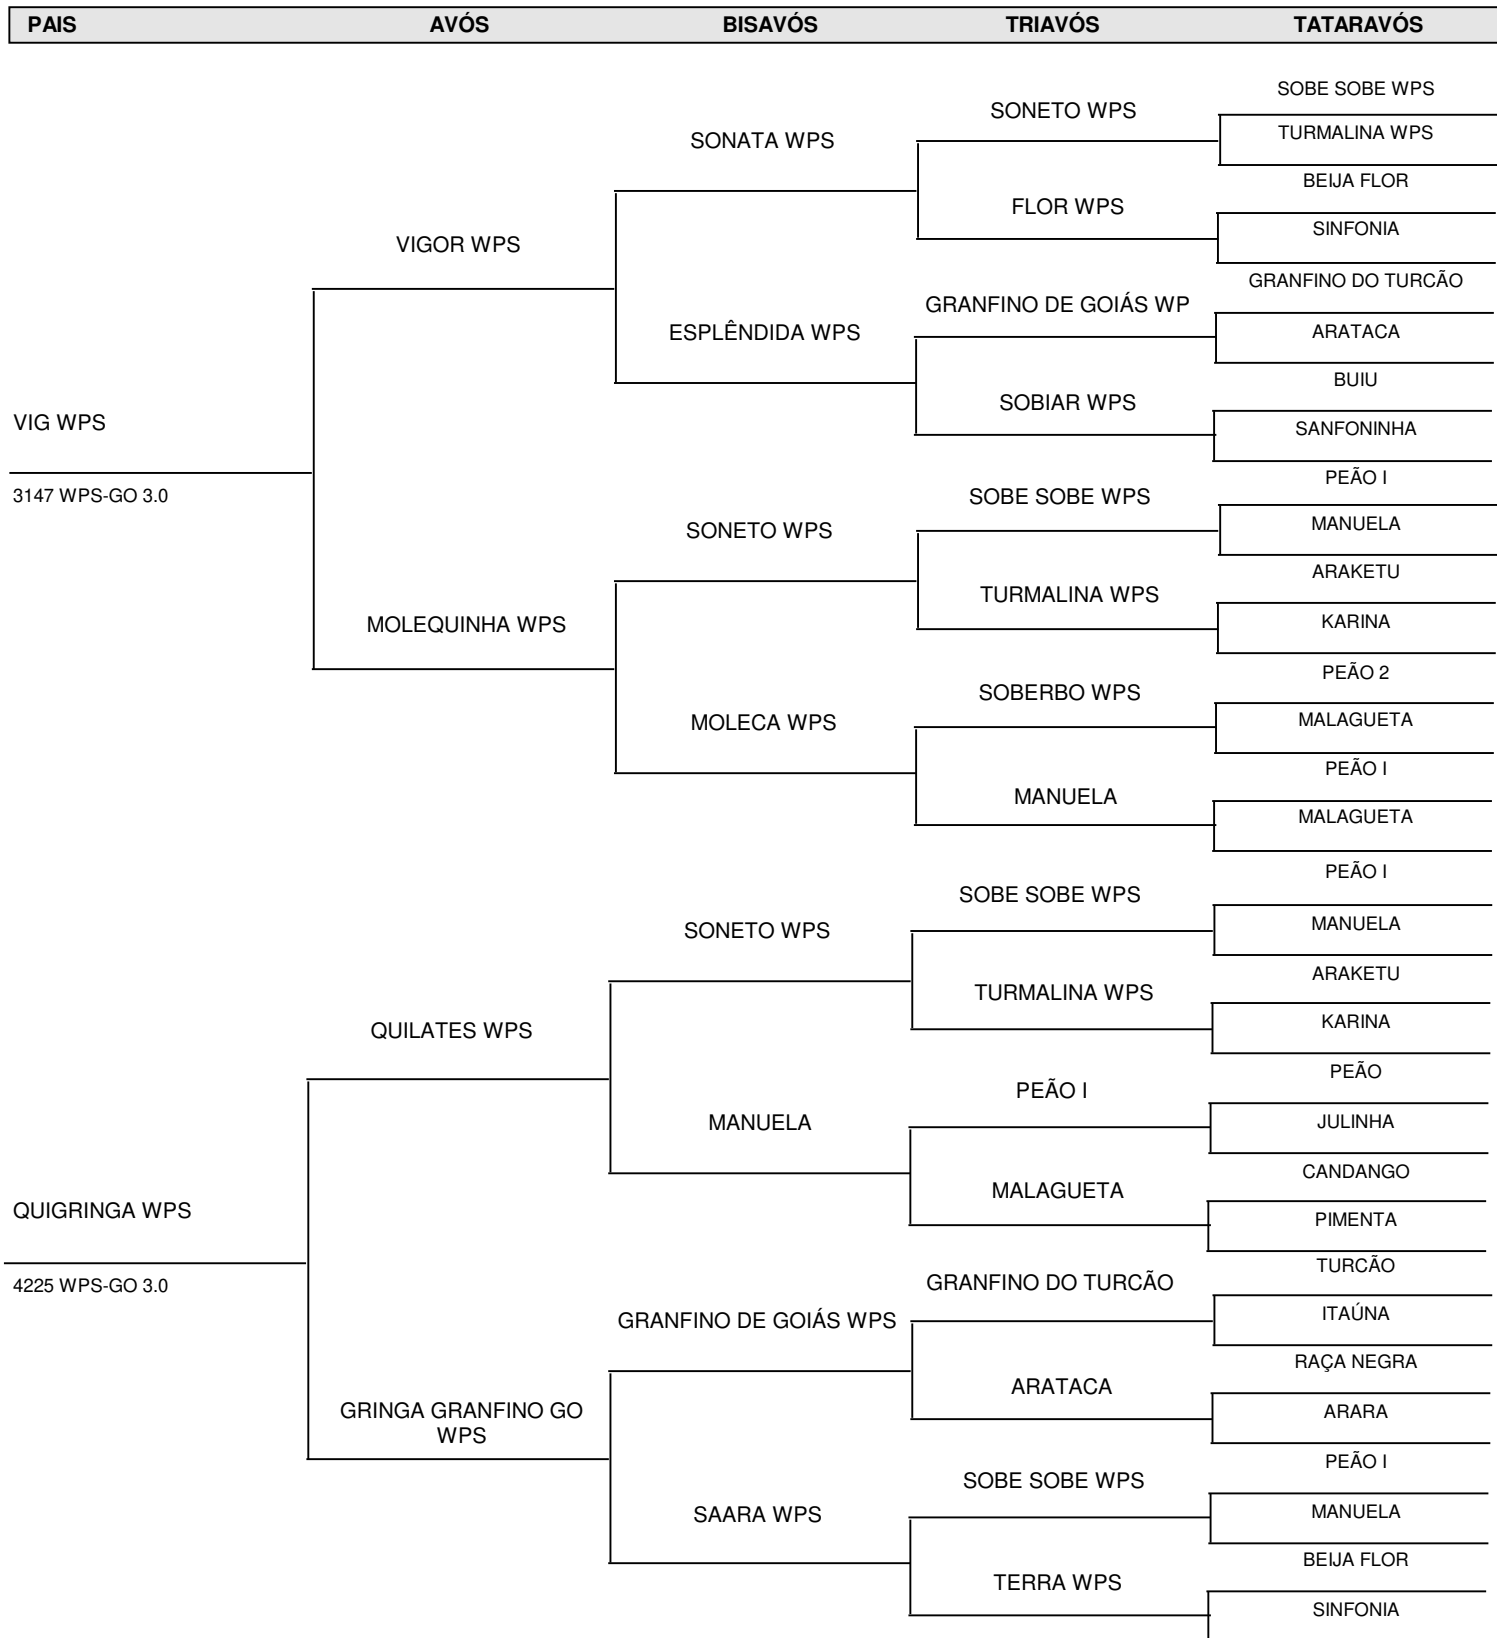 PAIS AVÓS BISAVÓS TRIAVÓS TATARAVÓS
SOBE SOBE WPS
SONETO WPS
TURMALINA WPS
SONATA WPS
BEIJA FLOR
FLOR WPS
SINFONIA
VIGOR WPS
GRANFINO DO TURCÃO
GRANFINO DE GOIÁS WP
ARATACA
ESPLÊNDIDA WPS
BUIU
SOBIAR WPS
VIG WPS
SANFONINHA
PEÃO I
3147 WPS-GO 3.0
SOBE SOBE WPS
MANUELA
SONETO WPS
ARAKETU
TURMALINA WPS
KARINA
MOLEQUINHA WPS
PEÃO 2
SOBERBO WPS
MALAGUETA
MOLECA WPS
PEÃO I
MANUELA
MALAGUETA
PEÃO I
SOBE SOBE WPS
MANUELA
SONETO WPS
ARAKETU
TURMALINA WPS
KARINA
QUILATES WPS
PEÃO
PEÃO I
JULINHA
MANUELA
CANDANGO
MALAGUETA
QUIGRINGA WPS
PIMENTA
TURCÃO
4225 WPS-GO 3.0
GRANFINO DO TURCÃO
ITAÚNA
GRANFINO DE GOIÁS WPS
RAÇA NEGRA
ARATACA
GRINGA GRANFINO GO
WPS
ARARA
PEÃO I
SOBE SOBE WPS
MANUELA
SAARA WPS
BEIJA FLOR
TERRA WPS
SINFONIA